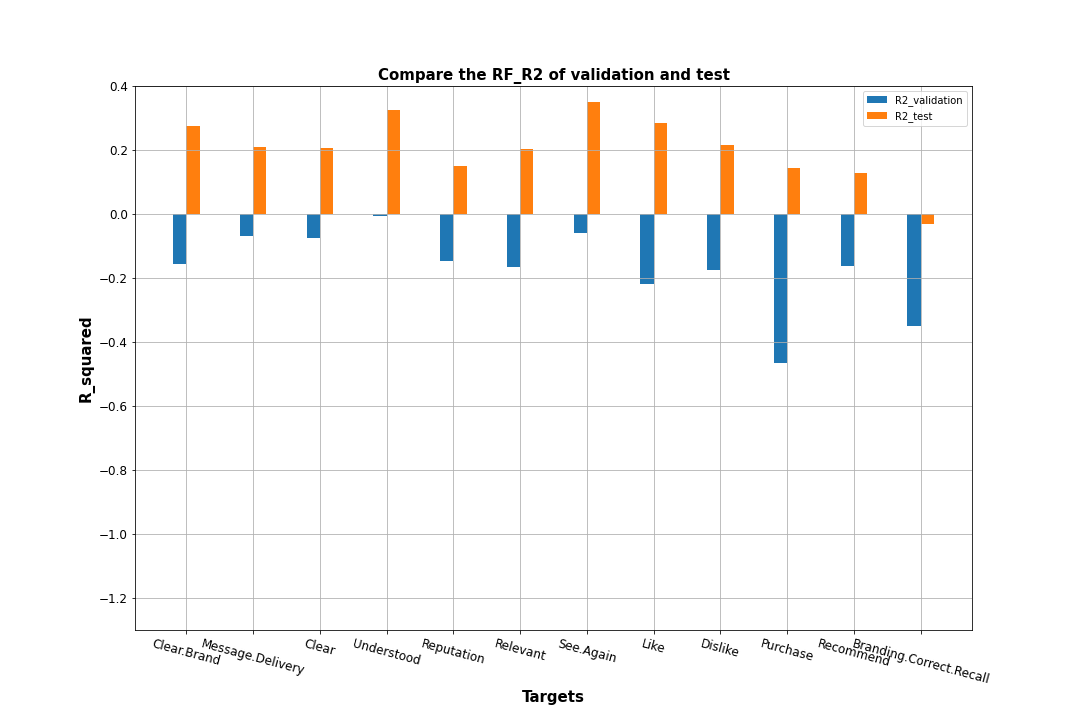 Compare the RF_R2 of validation and test
R2_validation
R2_test
0.4
0.2
0.0
−0.2
−0.4
−0.6
−0.8
−1.0
−1.2
R_squared
Clear.Brand
Message.Delivery
Clear
Understood
Reputation
Relevant
See.Again
Like
Dislike
Purchase
Recommend
Branding.Correct.Recall
Targets